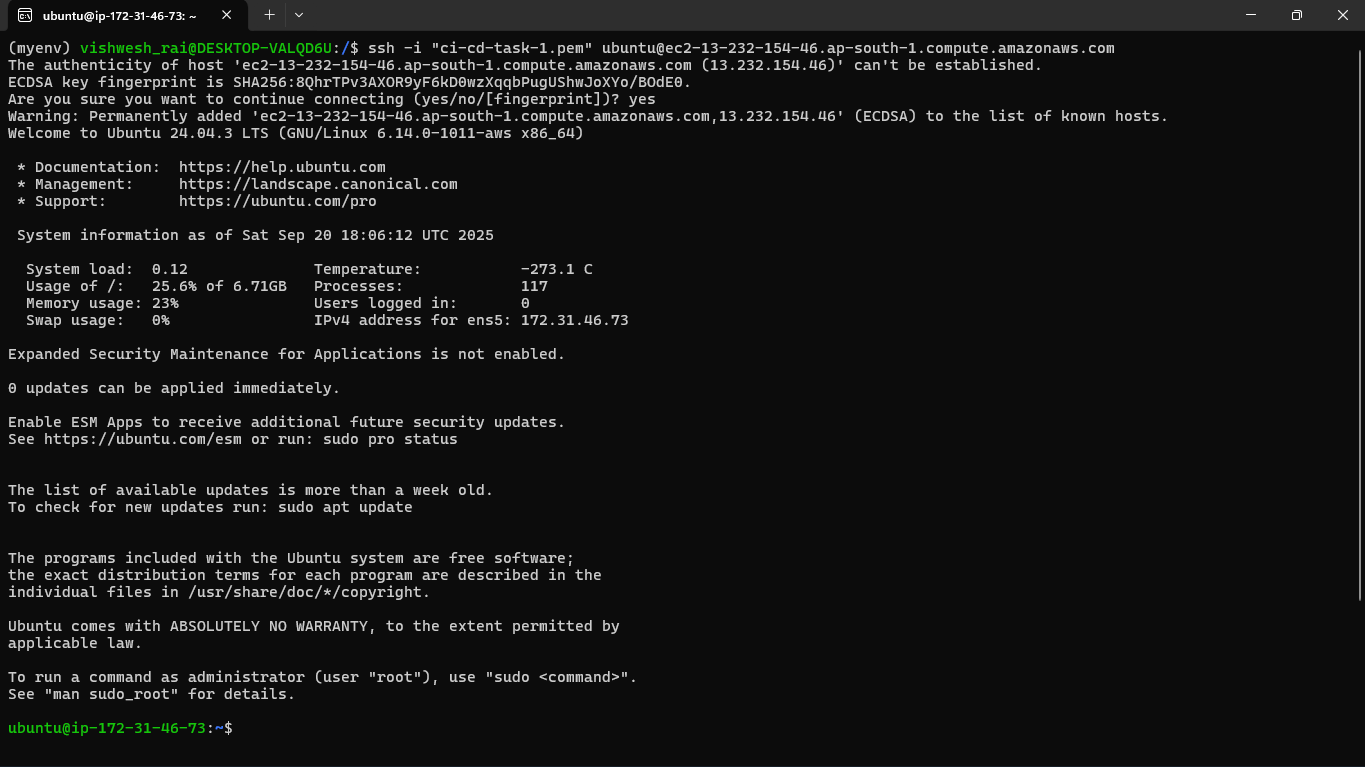 ubuntu@ip-172-31-46-73: ~
(myenv) vishwesh_rai@DESKTOP-VALQD6U:/$ ssh -i "ci-cd-task-1.pem" ubuntu@ec2-13-232-154-46.ap-south-1.compute.amazonaws.com
The authenticity of host 'ec2-13-232-154-46.ap-south-1.compute.amazonaws.com (13.232.154.46)' can't be established.
ECDSA key fingerprint is SHA256:8QhrTPv3AXOR9yF6kD0wzXqqbPugUShwJoXYo/BOdE0.
Are you sure you want to continue connecting (yes/no/[fingerprint])? yes
Warning: Permanently added 'ec2-13-232-154-46.ap-south-1.compute.amazonaws.com,13.232.154.46' (ECDSA) to the list of known hosts.
Welcome to Ubuntu 24.04.3 LTS (GNU/Linux 6.14.0-1011-aws x86_64)

 * Documentation:  https://help.ubuntu.com
 * Management:     https://landscape.canonical.com
 * Support:        https://ubuntu.com/pro

 System information as of Sat Sep 20 18:06:12 UTC 2025

  System load:  0.12              Temperature:           -273.1 C
  Usage of /:   25.6% of 6.71GB   Processes:             117
  Memory usage: 23%               Users logged in:       0
  Swap usage:   0%                IPv4 address for ens5: 172.31.46.73

Expanded Security Maintenance for Applications is not enabled.

0 updates can be applied immediately.

Enable ESM Apps to receive additional future security updates.
See https://ubuntu.com/esm or run: sudo pro status


The list of available updates is more than a week old.
To check for new updates run: sudo apt update


The programs included with the Ubuntu system are free software;
the exact distribution terms for each program are described in the
individual files in /usr/share/doc/*/copyright.

Ubuntu comes with ABSOLUTELY NO WARRANTY, to the extent permitted by
applicable law.

To run a command as administrator (user "root"), use "sudo <command>".
See "man sudo_root" for details.

ubuntu@ip-172-31-46-73:~$